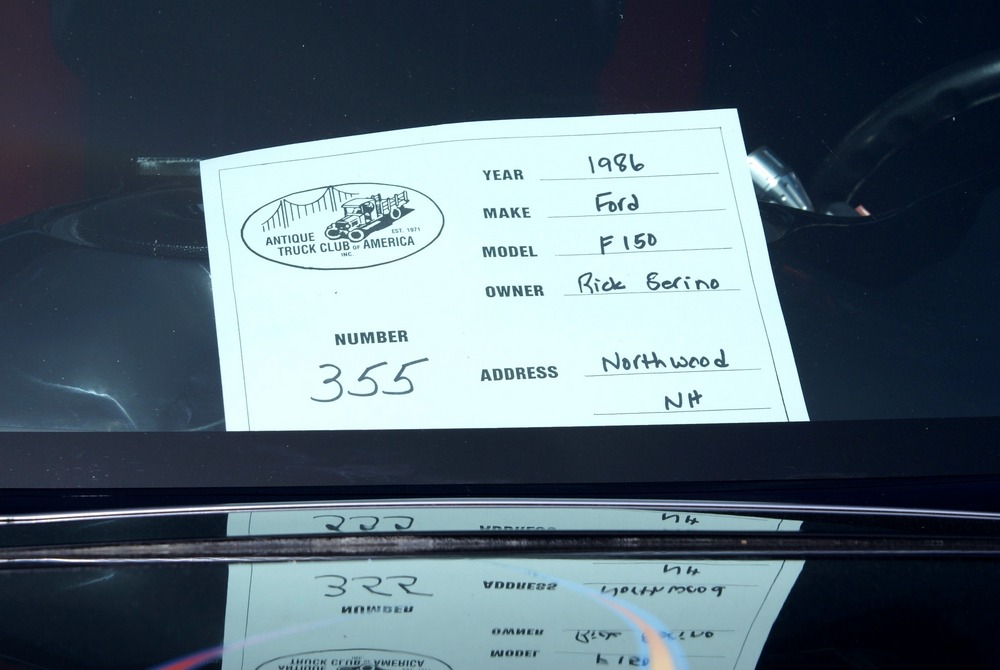 ANTIQUE EST. 1971
TRUCK CLUB OF AMERICA
INC.
YEAR 1986
MAKE Ford
MODEL F150
OWNER Rick Serino
NUMBER
355
ADDRESS Northwood
NH